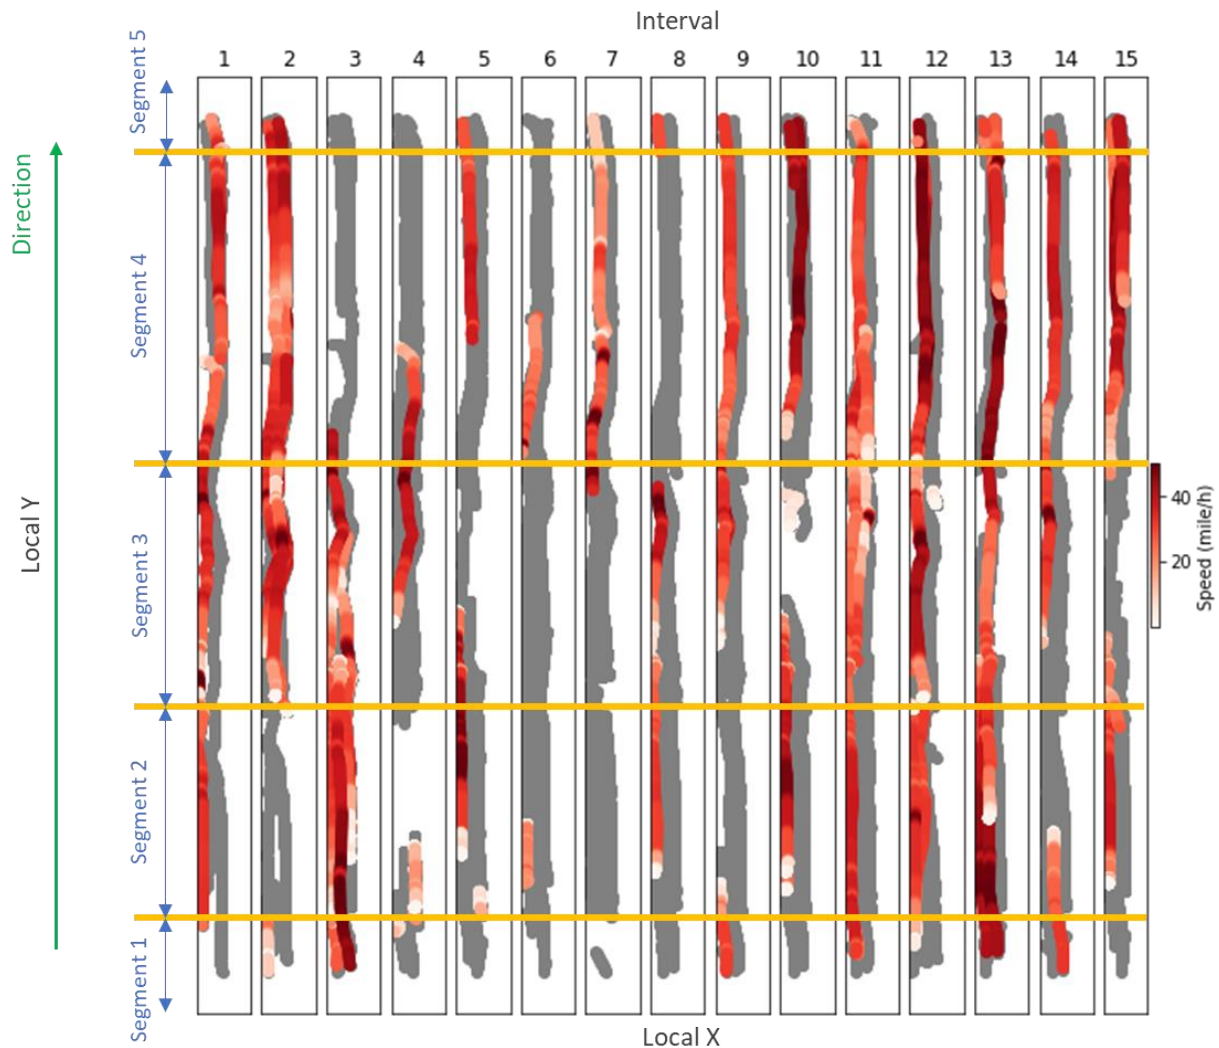 Interval
1 2 3 4 5 6 7 8 9 10 11 12 13 14 15
Segment 5
Direction
Segment 4
Local Y
Segment 3
40
20
Speed (mile/h)
Segment 2
Segment 1
Local X